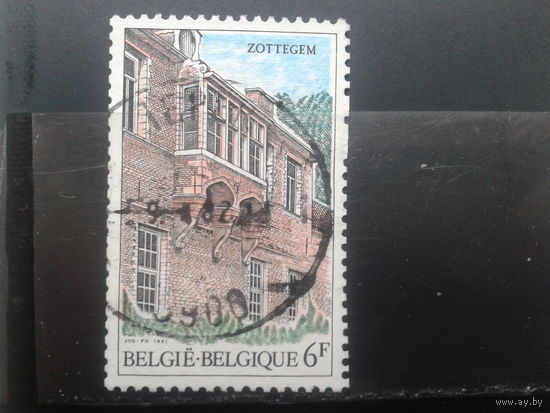 ZOTTEGEM
JVG - PH 1981
BELGIË·BELGIQUE 6F
www.ay.by